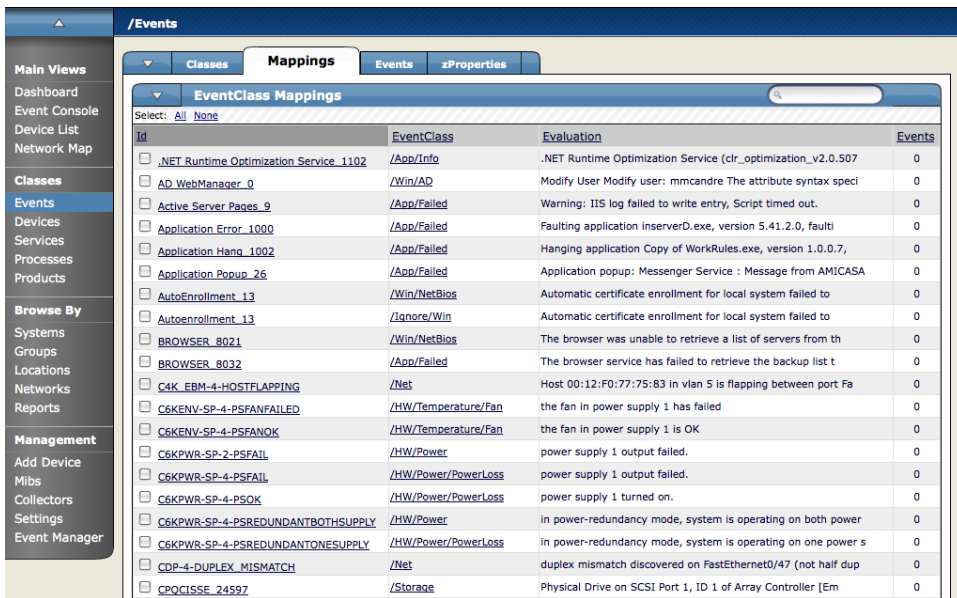 /Events
Main Views
Dashboard
Event Console
Device List
Network Map
Classes
Events
Devices
Services
Processes
Products
Browse By
Systems
Groups
Locations
Networks
Reports
Management
Add Device
Mibs
Collectors
Settings
Event Manager
Classes Mappings Events zProperties
EventClass Mappings
Select: All None
Id EventClass Evaluation Events
.NET Runtime Optimization Service_1102 /App/Info .NET Runtime Optimization Service (clr_optimization_v2.0.507 0
AD WebManager_0 /Win/AD Modify User Modify user: mmcandre The attribute syntax speci 0
Active Server Pages_9 /App/Failed Warning: IIS log failed to write entry, Script timed out. 0
Application Error_1000 /App/Failed Faulting application inserverD.exe, version 5.41.2.0, faulti 0
Application Hang_1002 /App/Failed Hanging application Copy of WorkRules.exe, version 1.0.0.7, 0
Application Popup_26 /App/Failed Application popup: Messenger Service : Message from AMICASA 0
AutoEnrollment_13 /Win/NetBios Automatic certificate enrollment for local system failed to 0
Autoenrollment_13 /Ignore/Win Automatic certificate enrollment for local system failed to 0
BROWSER_8021 /Win/NetBios The browser was unable to retrieve a list of servers from th 0
BROWSER_8032 /App/Failed The browser service has failed to retrieve the backup list t 0
C4K_EBM-4-HOSTFLAPPING /Net Host 00:12:F0:77:75:83 in vlan 5 is flapping between port Fa 0
C6KENV-SP-4-PSFANFAILED /HW/Temperature/Fan the fan in power supply 1 has failed 0
C6KENV-SP-4-PSFANOK /HW/Temperature/Fan the fan in power supply 1 is OK 0
C6KPWR-SP-2-PSFAIL /HW/Power power supply 1 output failed. 0
C6KPWR-SP-4-PSFAIL /HW/Power/PowerLoss power supply 1 output failed. 0
C6KPWR-SP-4-PSOK /HW/Power/PowerLoss power supply 1 turned on. 0
C6KPWR-SP-4-PSREDUNDANTBOTHSUPPLY /HW/Power in power-redundancy mode, system is operating on both power 0
C6KPWR-SP-4-PSREDUNDANTONESUPPLY /HW/Power/PowerLoss in power-redundancy mode, system is operating on one power s 0
CDP-4-DUPLEX_MISMATCH /Net duplex mismatch discovered on FastEthernet0/47 (not half dup 0
CPQCISSE_24597 /Storage Physical Drive on SCSI Port 1, ID 1 of Array Controller [Em 0